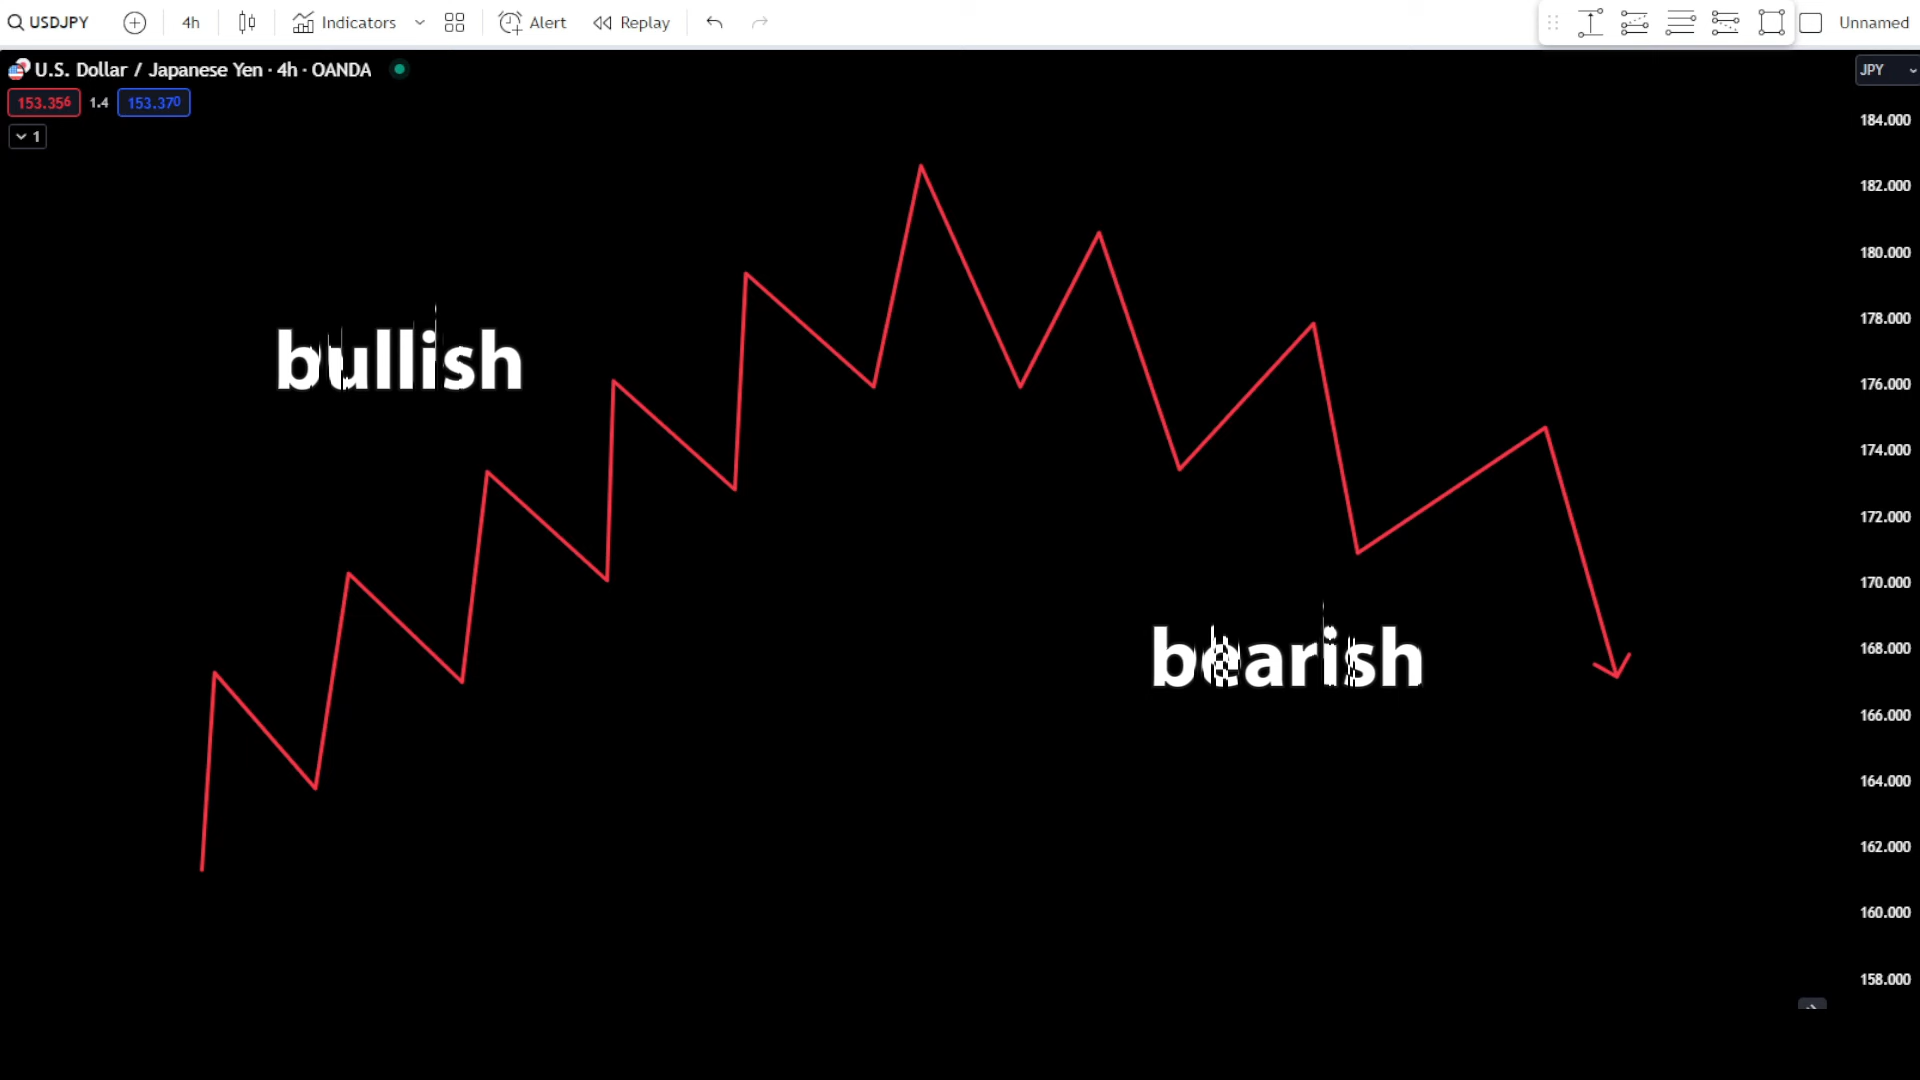 USDJPY 4h Indicators Alert Replay Unnamed
U.S. Dollar / Japanese Yen · 4h · OANDA
JPY
153.356 1.4 153.370
1
184.000
182.000
180.000
178.000
bullish
176.000
174.000
172.000
170.000
168.000
bearish
166.000
164.000
162.000
160.000
158.000